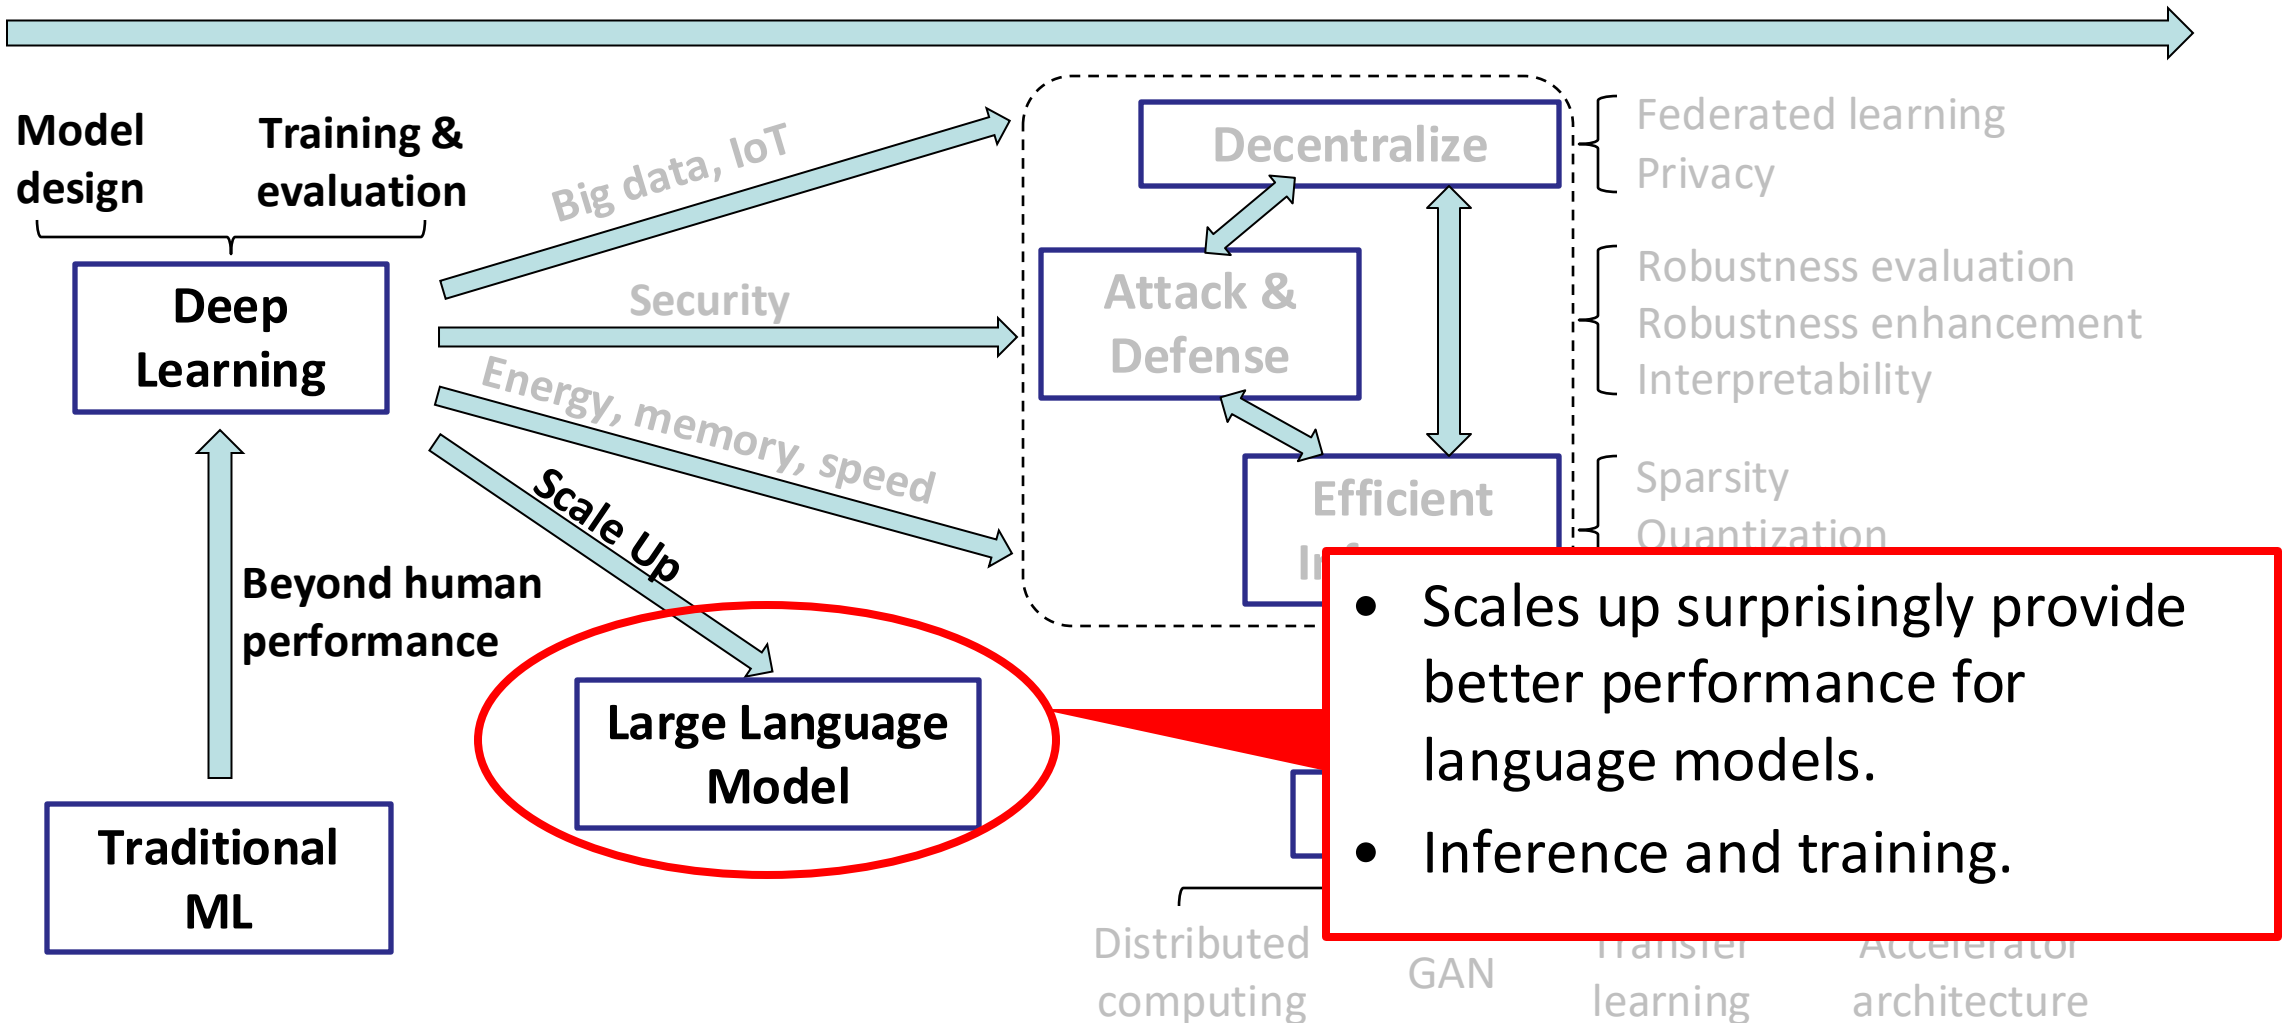 Model
design
Training &
evaluation
Deep
Learning
Beyond human
performance
Traditional
ML
Big data, IoT
Security
Energy, memory, speed
Scale Up
Large Language
Model
Decentralize
Attack &
Defense
Efficient
Federated learning
Privacy
Robustness evaluation
Robustness enhancement
Interpretability
Sparsity
Quantization
• Scales up surprisingly provide
better performance for
language models.
• Inference and training.
Distributed
computing
GAN
Transfer
learning
Accelerator
architecture